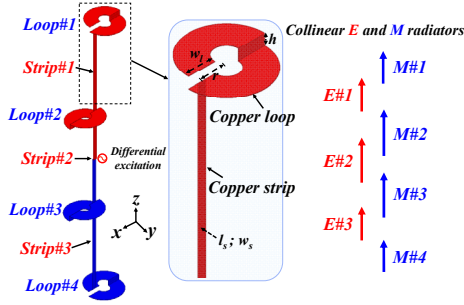 Loop#1
Strip#1
Loop#2
Strip#2
Differential
excitation
Loop#3
Strip#3
Loop#4
z
x
y
w_l
r
h
Copper loop
Copper strip
l_s; w_s
Collinear E and M radiators
M#1
E#1
M#2
E#2
M#3
E#3
M#4